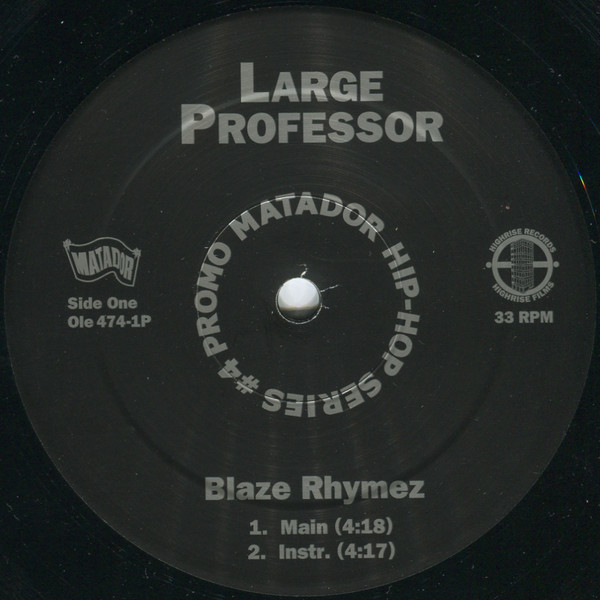 LARGE
PROFESSOR
PROMO MATADOR HIP-HOP SERIES #4
MATADOR
Side One
Ole 474-1P
HIGHRISE RECORDS
HIGHRISE FILMS
33 RPM
Blaze Rhymez
1. Main (4:18)
2. Instr. (4:17)